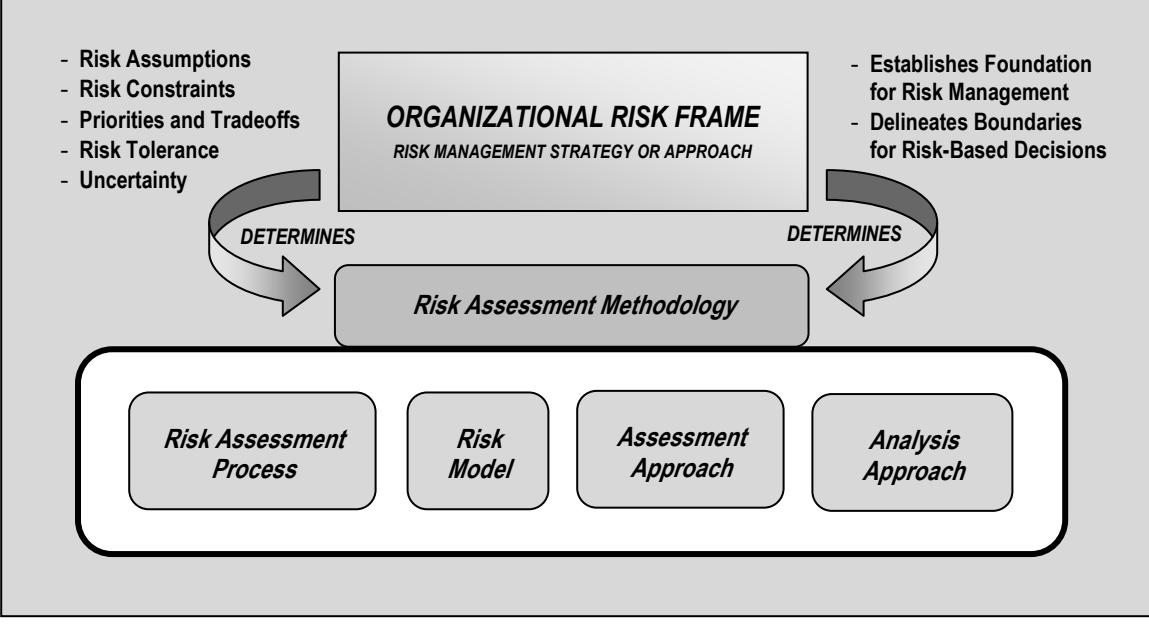 - Risk Assumptions
- Risk Constraints
- Priorities and Tradeoffs
- Risk Tolerance
- Uncertainty
ORGANIZATIONAL RISK FRAME
RISK MANAGEMENT STRATEGY OR APPROACH
- Establishes Foundation
for Risk Management
- Delineates Boundaries
for Risk-Based Decisions
DETERMINES
DETERMINES
Risk Assessment Methodology
Risk Assessment
Process
Risk
Model
Assessment
Approach
Analysis
Approach